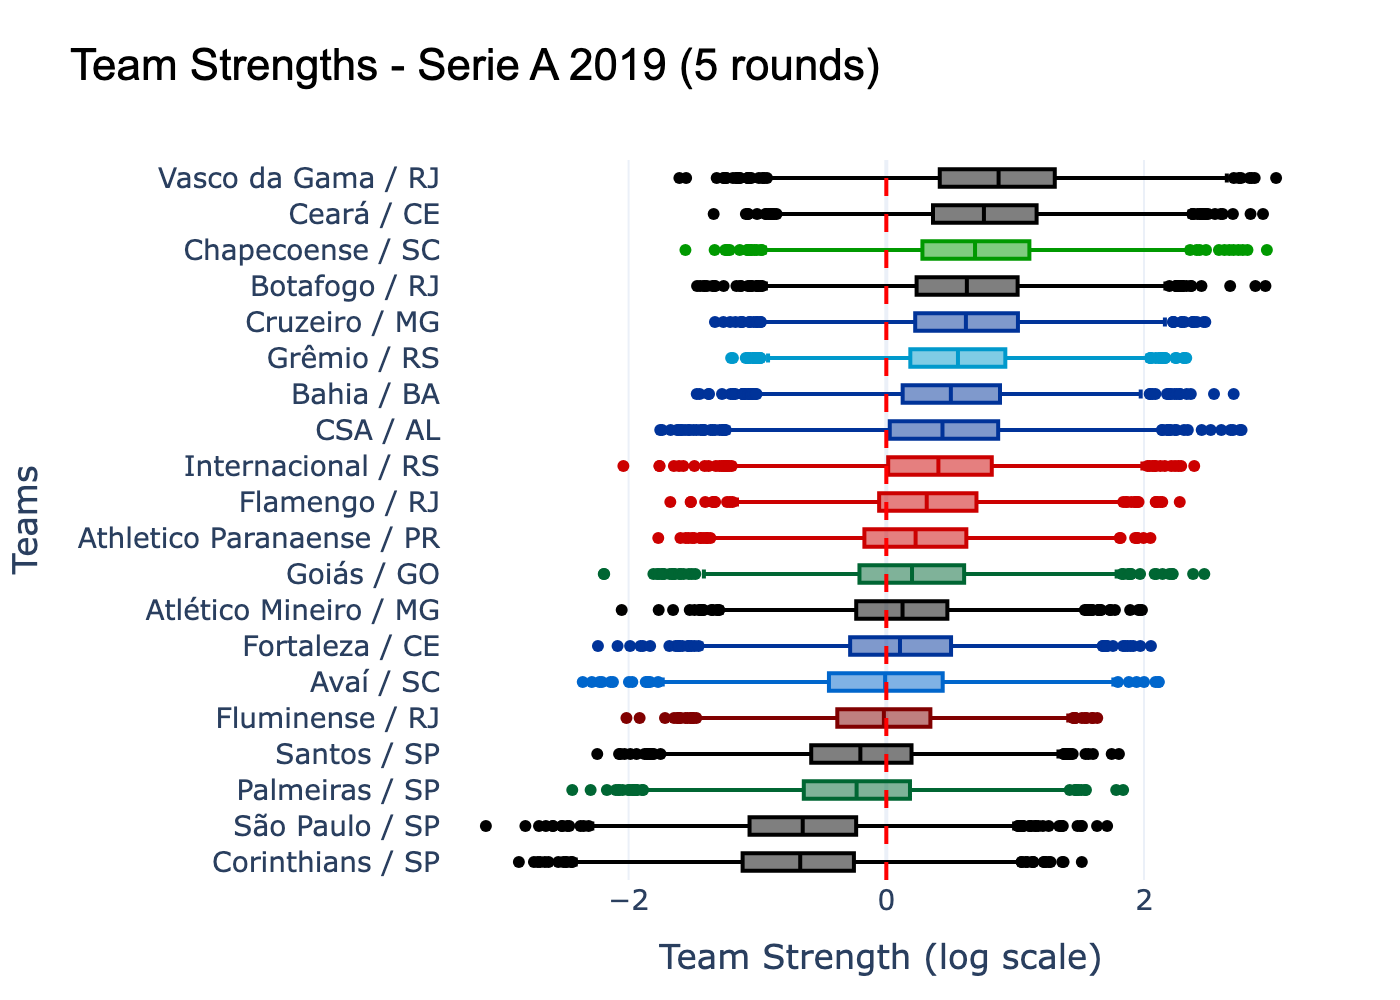 Team Strengths - Serie A 2019 (5 rounds)
Vasco da Gama / RJ
Ceará / CE
Chapecoense / SC
Botafogo / RJ
Cruzeiro / MG
Grêmio / RS
Bahia / BA
CSA / AL
Internacional / RS
Flamengo / RJ
Athletico Paranaense / PR
Goiás / GO
Atlético Mineiro / MG
Fortaleza / CE
Avaí / SC
Fluminense / RJ
Santos / SP
Palmeiras / SP
São Paulo / SP
Corinthians / SP
Teams
−2 0 2
Team Strength (log scale)